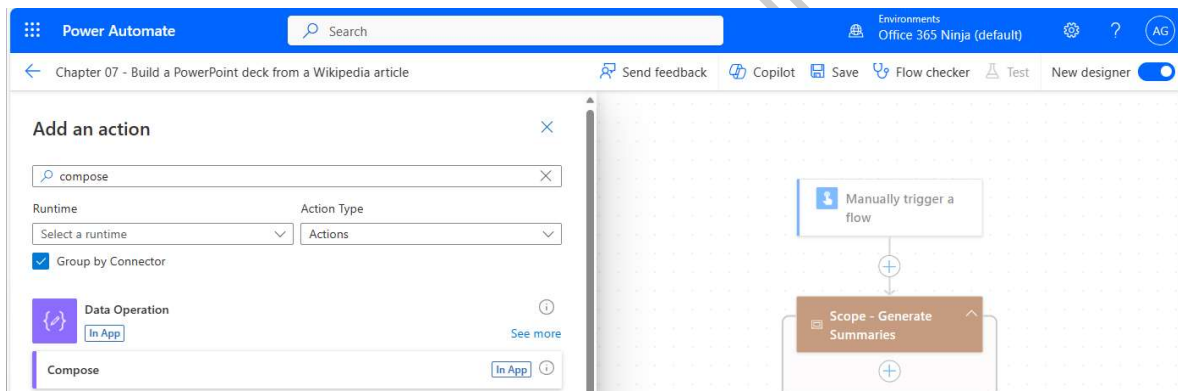 Power Automate
Search
Environments
Office 365 Ninja (default)
?
AG
Chapter 07 - Build a PowerPoint deck from a Wikipedia article
Send feedback
Copilot
Save
Flow checker
Test
New designer
Add an action
compose
Runtime
Action Type
Select a runtime
Actions
Group by Connector
Data Operation
In App
See more
Compose
In App
Manually trigger a
flow
Scope - Generate
Summaries